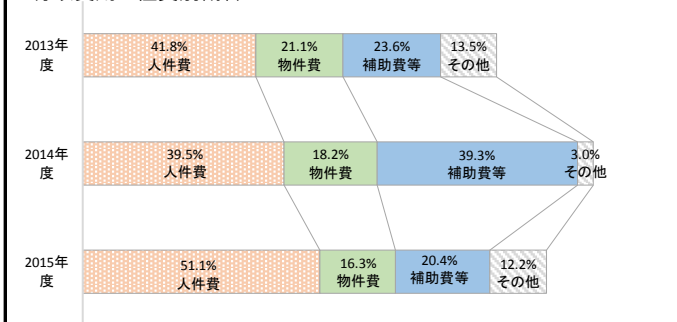 2013年
度
41.8%
人件費
21.1%
物件費
23.6%
補助費等
13.5%
その他
2014年
度
39.5%
人件費
18.2%
物件費
39.3%
補助費等
3.0%
その他
2015年
度
51.1%
人件費
16.3%
物件費
20.4%
補助費等
12.2%
その他